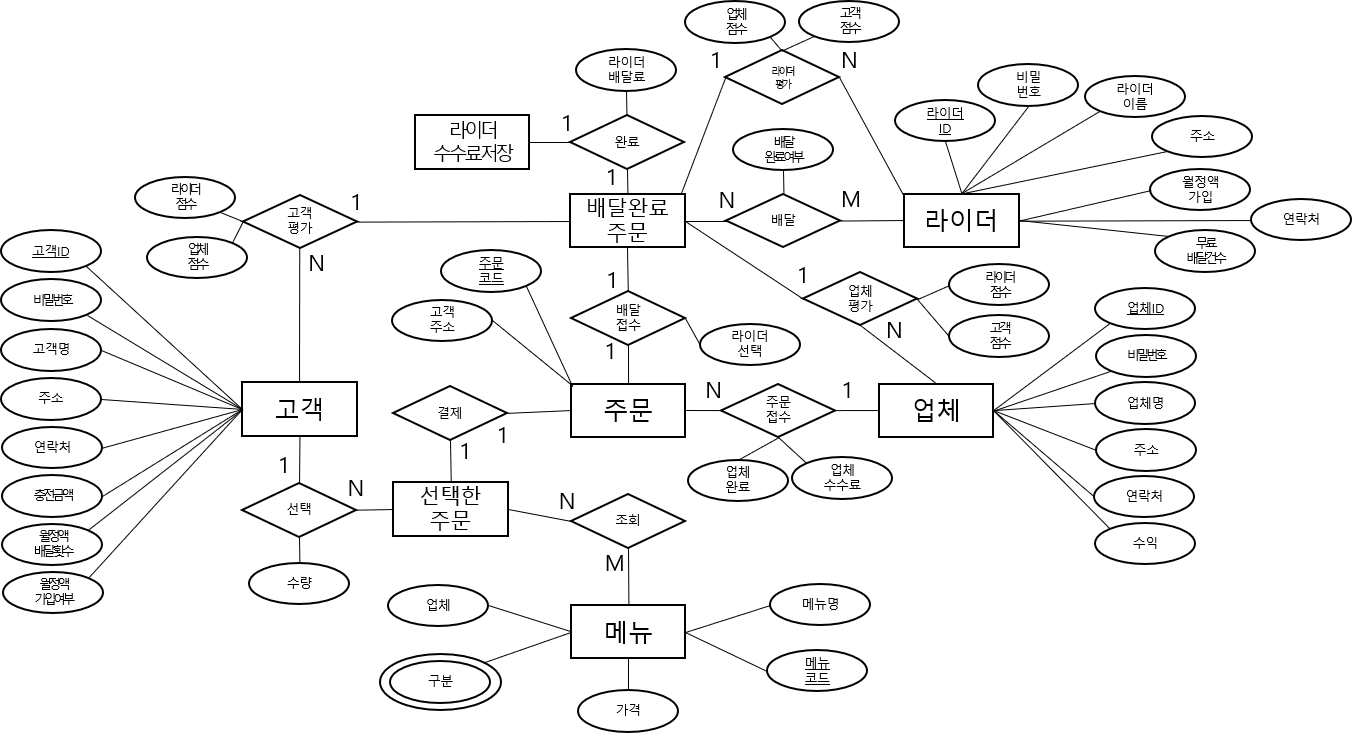 업체
점수
고객
점수
1
N
라이더
평가
라이더
배달료
비밀
번호
라이더
이름
라이더
ID
주소
라이더
수수료저장
1
완료
1
배달
완료여부
월정액
가입
연락처
무료
배달건수
라이더
점수
업체
점수
고객
평가
1
N
배달완료
주문
N
배달
M
라이더
고객ID
비밀번호
고객명
주소
연락처
충전금액
월정액
배달횟수
월정액
가입여부
주문
코드
고객
주소
1
배달
접수
1
라이더
선택
1
업체
평가
N
라이더
점수
고객
점수
업체ID
비밀번호
업체명
주소
연락처
수익
고객
결제
1
1
주문
N
주문
접수
1
업체
업체
완료
업체
수수료
1
선택
N
선택한
주문
N
조회
M
수량
업체
구분
메뉴
가격
메뉴명
메뉴
코드